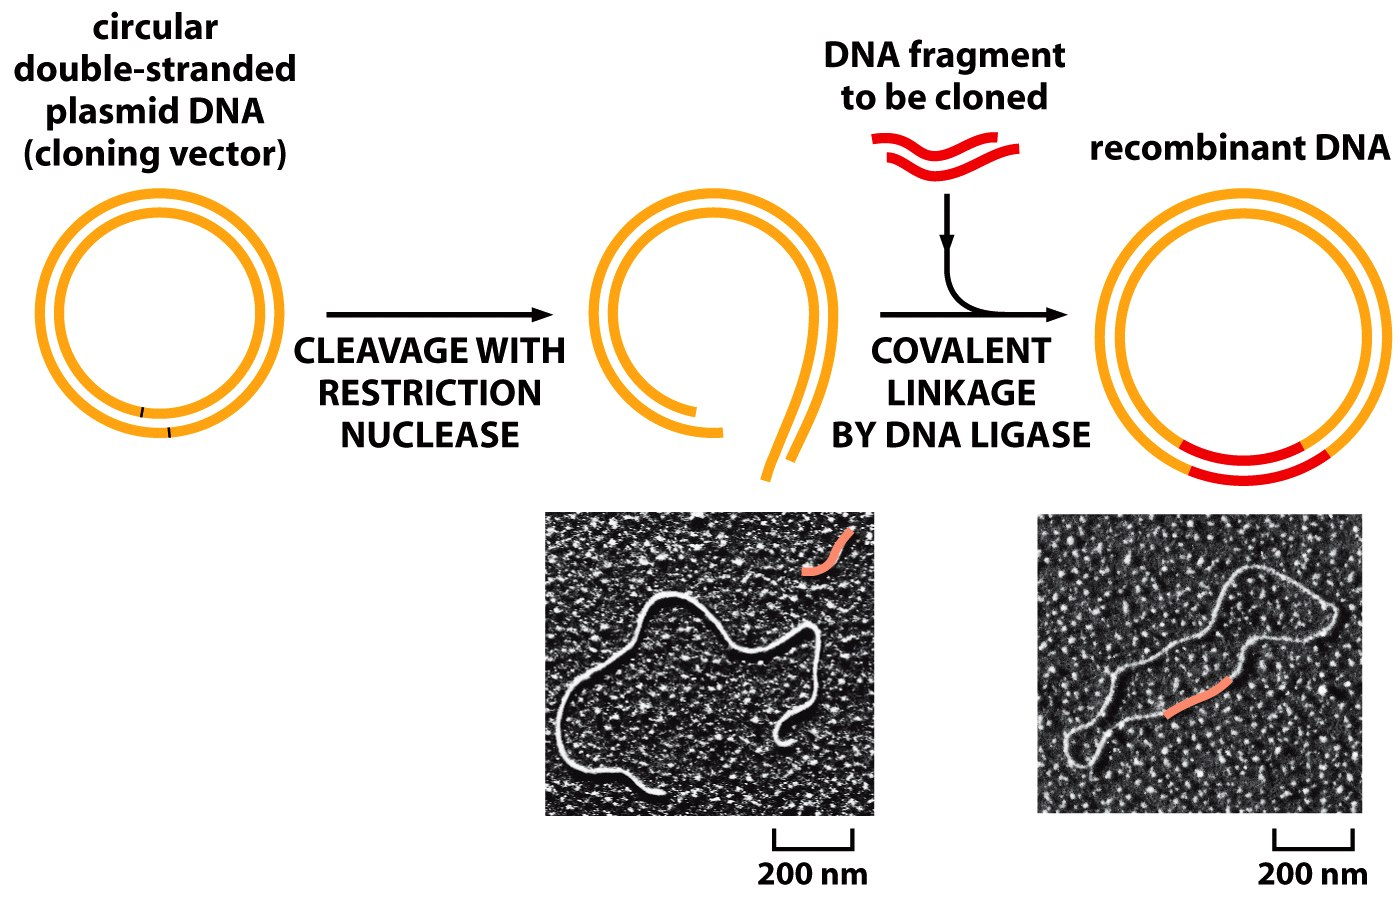 circular
double-stranded
plasmid DNA
(cloning vector)
CLEAVAGE WITH
RESTRICTION
NUCLEASE
DNA fragment
to be cloned
COVALENT
LINKAGE
BY DNA LIGASE
recombinant DNA
200 nm
200 nm